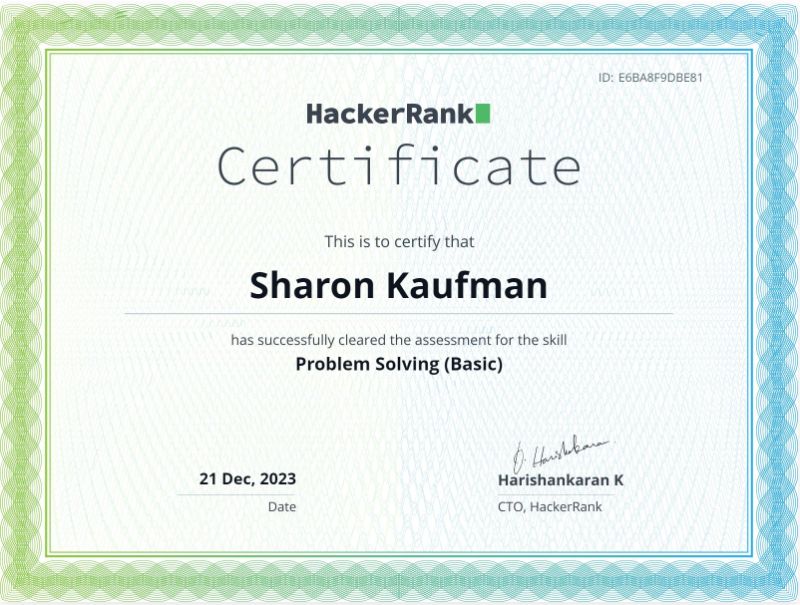 ID: E6BA8F9DBE81
HackerRank
Certificate
This is to certify that
Sharon Kaufman
has successfully cleared the assessment for the skill
Problem Solving (Basic)
21 Dec, 2023
Date
D. Harishankaran
Harishankaran K
CTO, HackerRank